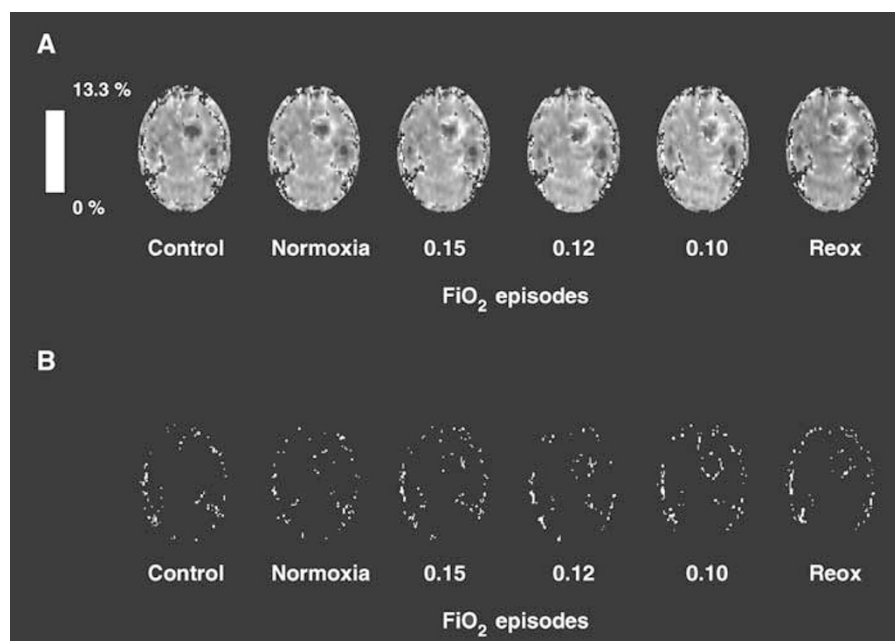 A
13.3 %
0 %
Control Normoxia 0.15 0.12 0.10 Reox
FiO₂ episodes
B
Control Normoxia 0.15 0.12 0.10 Reox
FiO₂ episodes